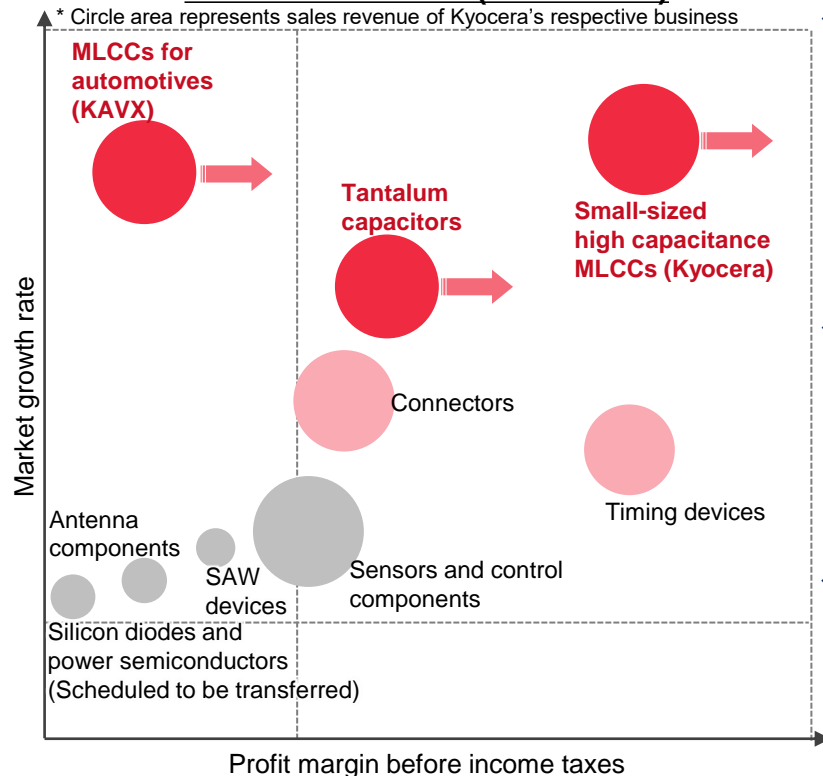 * Circle area represents sales revenue of Kyocera's respective business
MLCCs for
automotives
(KAVX)
Tantalum
capacitors
Small-sized
high capacitance
MLCCs (Kyocera)
Market growth rate
Connectors
Timing devices
Antenna
components
SAW
devices
Sensors and control
components
Silicon diodes and
power semiconductors
(Scheduled to be transferred)
Profit margin before income taxes